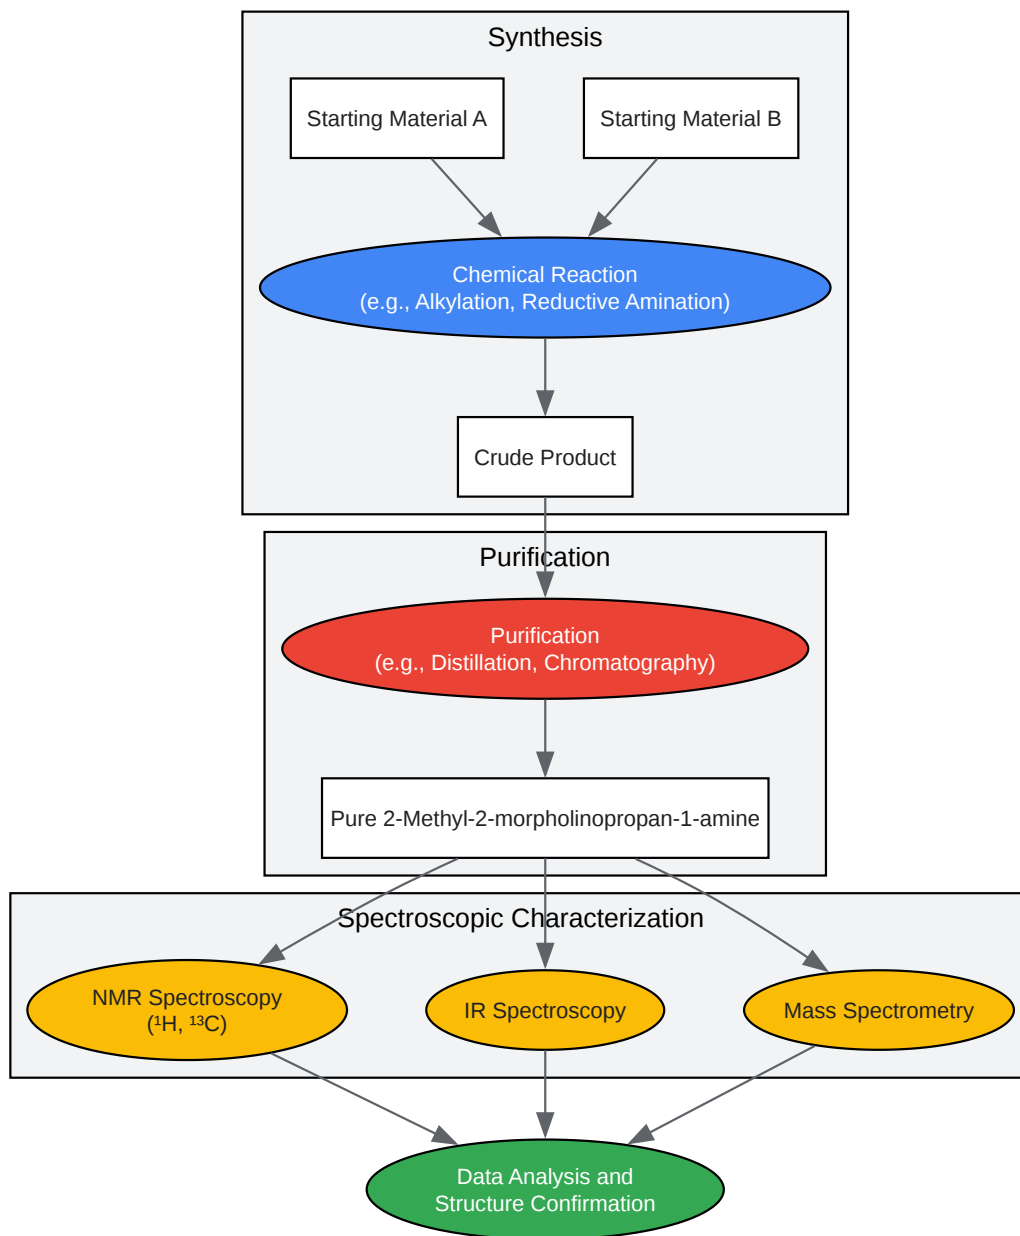 Synthesis
Starting Material A
Starting Material B
Chemical Reaction
(e.g., Alkylation, Reductive Amination)
Crude Product
Purification
Purification
(e.g., Distillation, Chromatography)
Pure 2-Methyl-2-morpholinopropan-1-amine
Spectroscopic Characterization
NMR Spectroscopy
(¹H, ¹³C)
IR Spectroscopy
Mass Spectrometry
Data Analysis and
Structure Confirmation